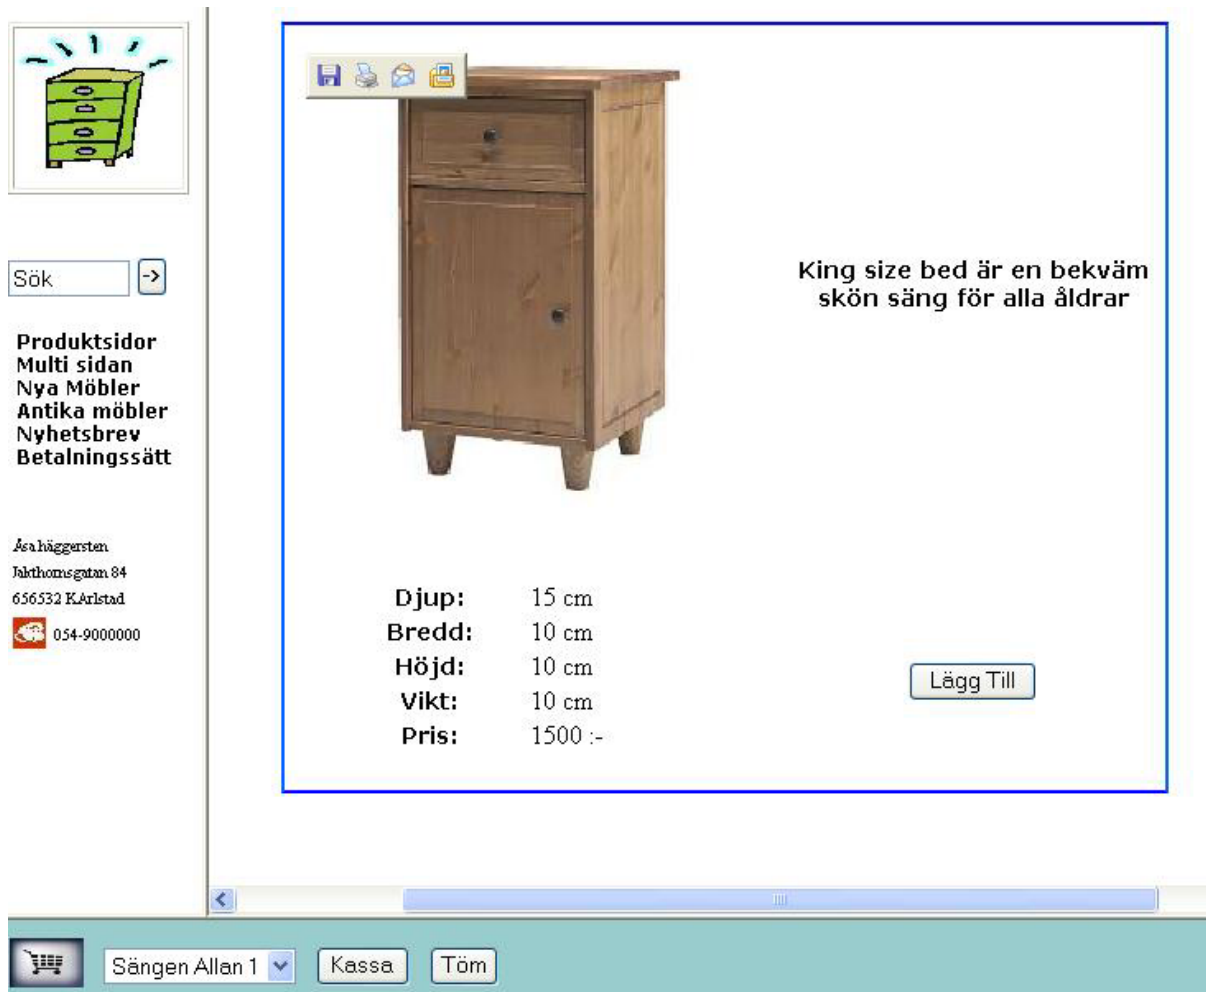 Sök
->
Produktsidor
Multi sidan
Nya Möbler
Antika möbler
Nyhetsbrev
Betalningssätt
Åsa häggersten
Jakthornsgatan 84
656532 KArlstad
054-9000000
King size bed är en bekväm
skön säng för alla åldrar
Djup: 15 cm
Bredd: 10 cm
Höjd: 10 cm
Vikt: 10 cm
Pris: 1500 :-
Lägg Till
Sängen Allan 1
Kassa
Töm